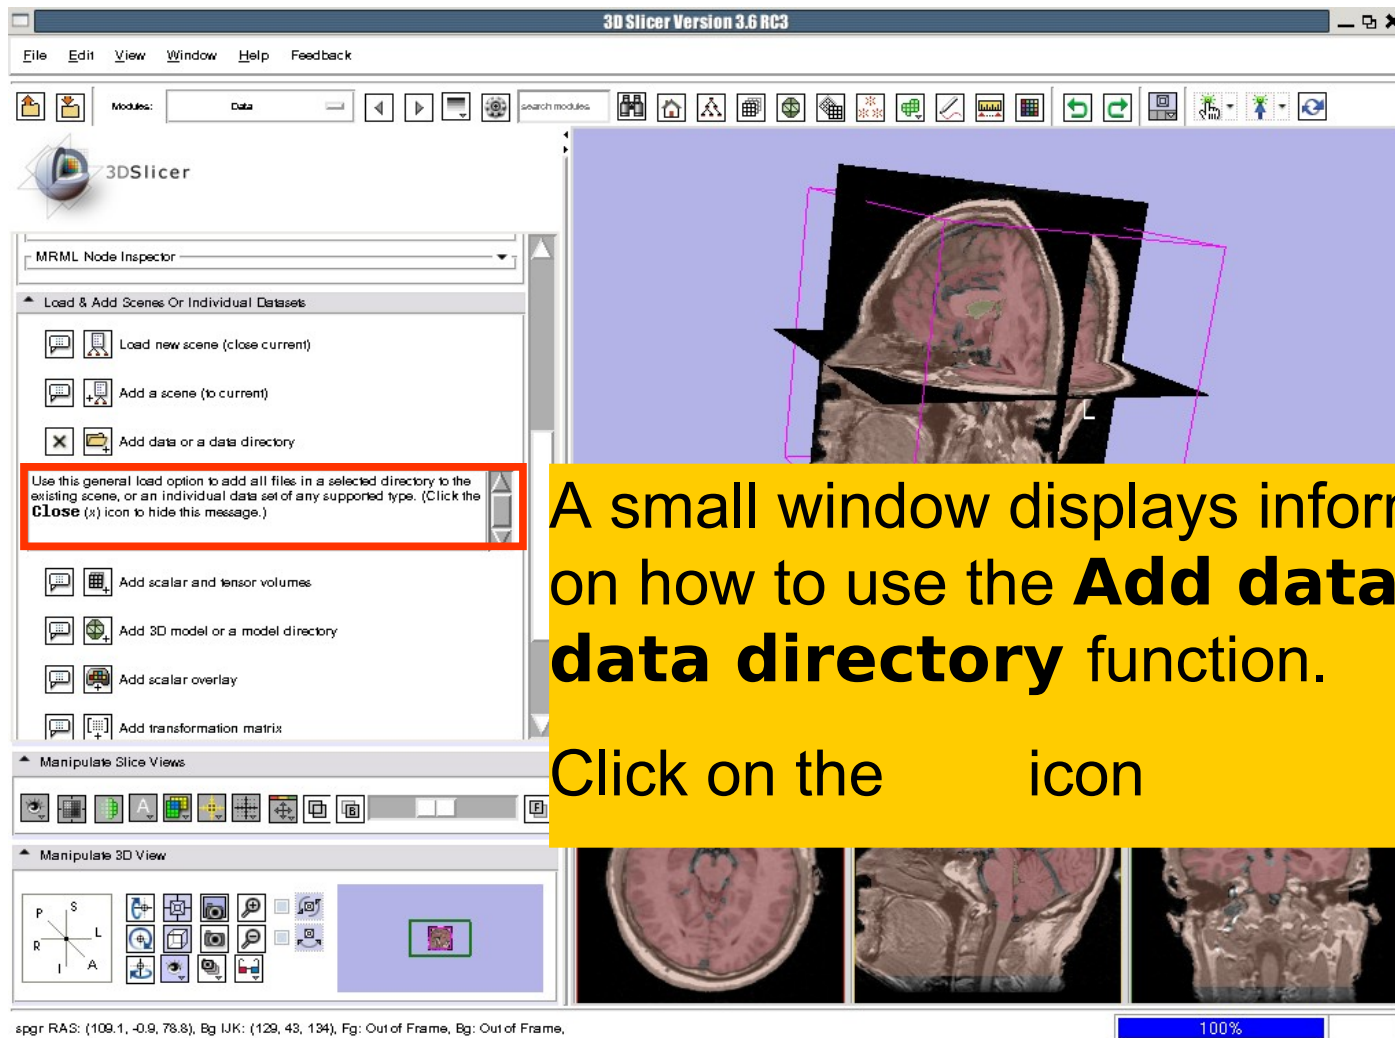 3D Slicer Version 3.6 RC3
File Edit View Window Help Feedback
Modules: Data search modules
3DSlicer
MRML Node Inspector
Load & Add Scenes Or Individual Datasets
Load new scene (close current)
Add a scene (to current)
Add data or a data directory
Use this general load option to add all files in a selected directory to the
existing scene, or an individual data set of any supported type. (Click the
Close (x) icon to hide this message.)
Add scalar and tensor volumes
Add 3D model or a model directory
Add scalar overlay
Add transformation matrix
L
A small window displays inform
on how to use the Add data
data directory function.
Click on the icon
Manipulate Slice Views
A
B
F
Manipulate 3D View
P S
R L
I A
spgr RAS: (109.1, -0.9, 78.8), Bg IJK: (129, 43, 134), Fg: Out of Frame, Bg: Out of Frame,
100%